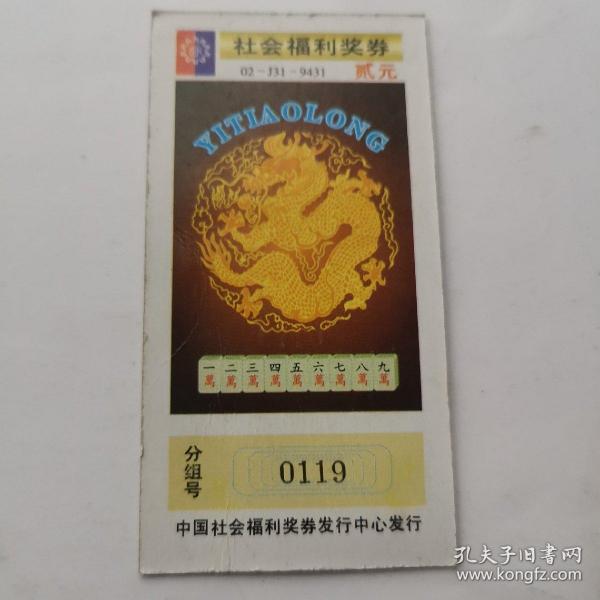 社会福利奖券
02-J31-9431 贰元
YITIAOLONG
一 二 三 四 五 六 七 八 九
萬 萬 萬 萬 萬 萬 萬 萬 萬
分组号 0119
中国社会福利奖券发行中心发行
孔夫子旧书网
www.kongfz.com